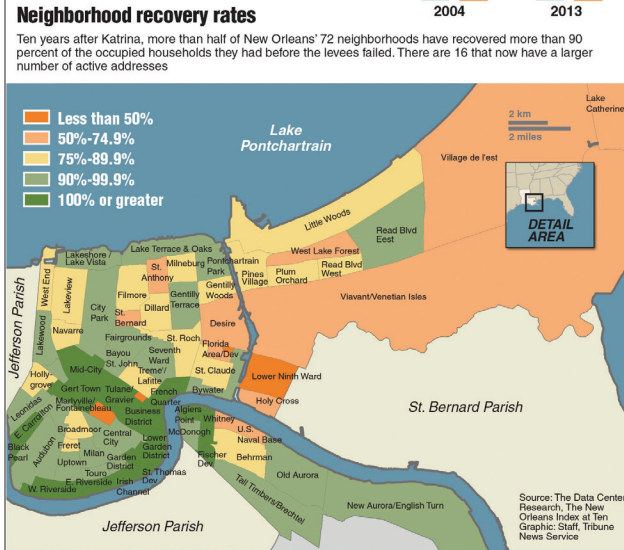 2004
2013
Neighborhood recovery rates
Ten years after Katrina, more than half of New Orleans' 72 neighborhoods have recovered more than 90
percent of the occupied households they had before the levees failed. There are 16 that now have a larger
number of active addresses
Less than 50%
50%-74.9%
75%-89.9%
90%-99.9%
100% or greater
Lake
Pontchartrain
2 km
2 miles
Lake
Catherine
Village de l'est
DETAIL
AREA
Little Woods
Read Blvd
Eest
West Lake Forest
Read Blvd
West
Pines
Village
Plum
Orchard
Viavant/Venetian Isles
Lakeshore /
Lake Vista
Lake Terrace & Oaks
St.
Anthony
Milneburg
Pontchartrain
Park
West End
Lakeview
City
Park
Filmore
St.
Bernard
Dillard
Gentilly
Terrace
Gentilly
Woods
Desire
Jefferson Parish
Lakewood
Navarre
Fairgrounds
St. Roch
Florida
Area/Dev
Bayou
St. John
Seventh
Ward
Mid-City
Treme'/
Lafitte
St. Claude
Lower Ninth Ward
Holly-
grove
Gert Town
Tulane/
Gravier
French
Quarter
Bywater
Holy Cross
Leonidas
Marlyville/
Fontainebleau
Business
District
Algiers
Point
Whitney
St. Bernard Parish
E. Carrollton
Broadmoor
Central
City
McDonogh
U.S.
Naval Base
Black
Pearl
Audubon
Freret
Milan
Lower
Garden
District
Fischer
Dev
Behrman
Uptown
Garden
District
Touro
St. Thomas
Dev
Old Aurora
W. Riverside
E. Riverside
Irish
Channel
Tall Timbers/Brechtel
New Aurora/English Turn
Jefferson Parish
Source: The Data Center
Research, The New
Orleans Index at Ten
Graphic: Staff, Tribune
News Service